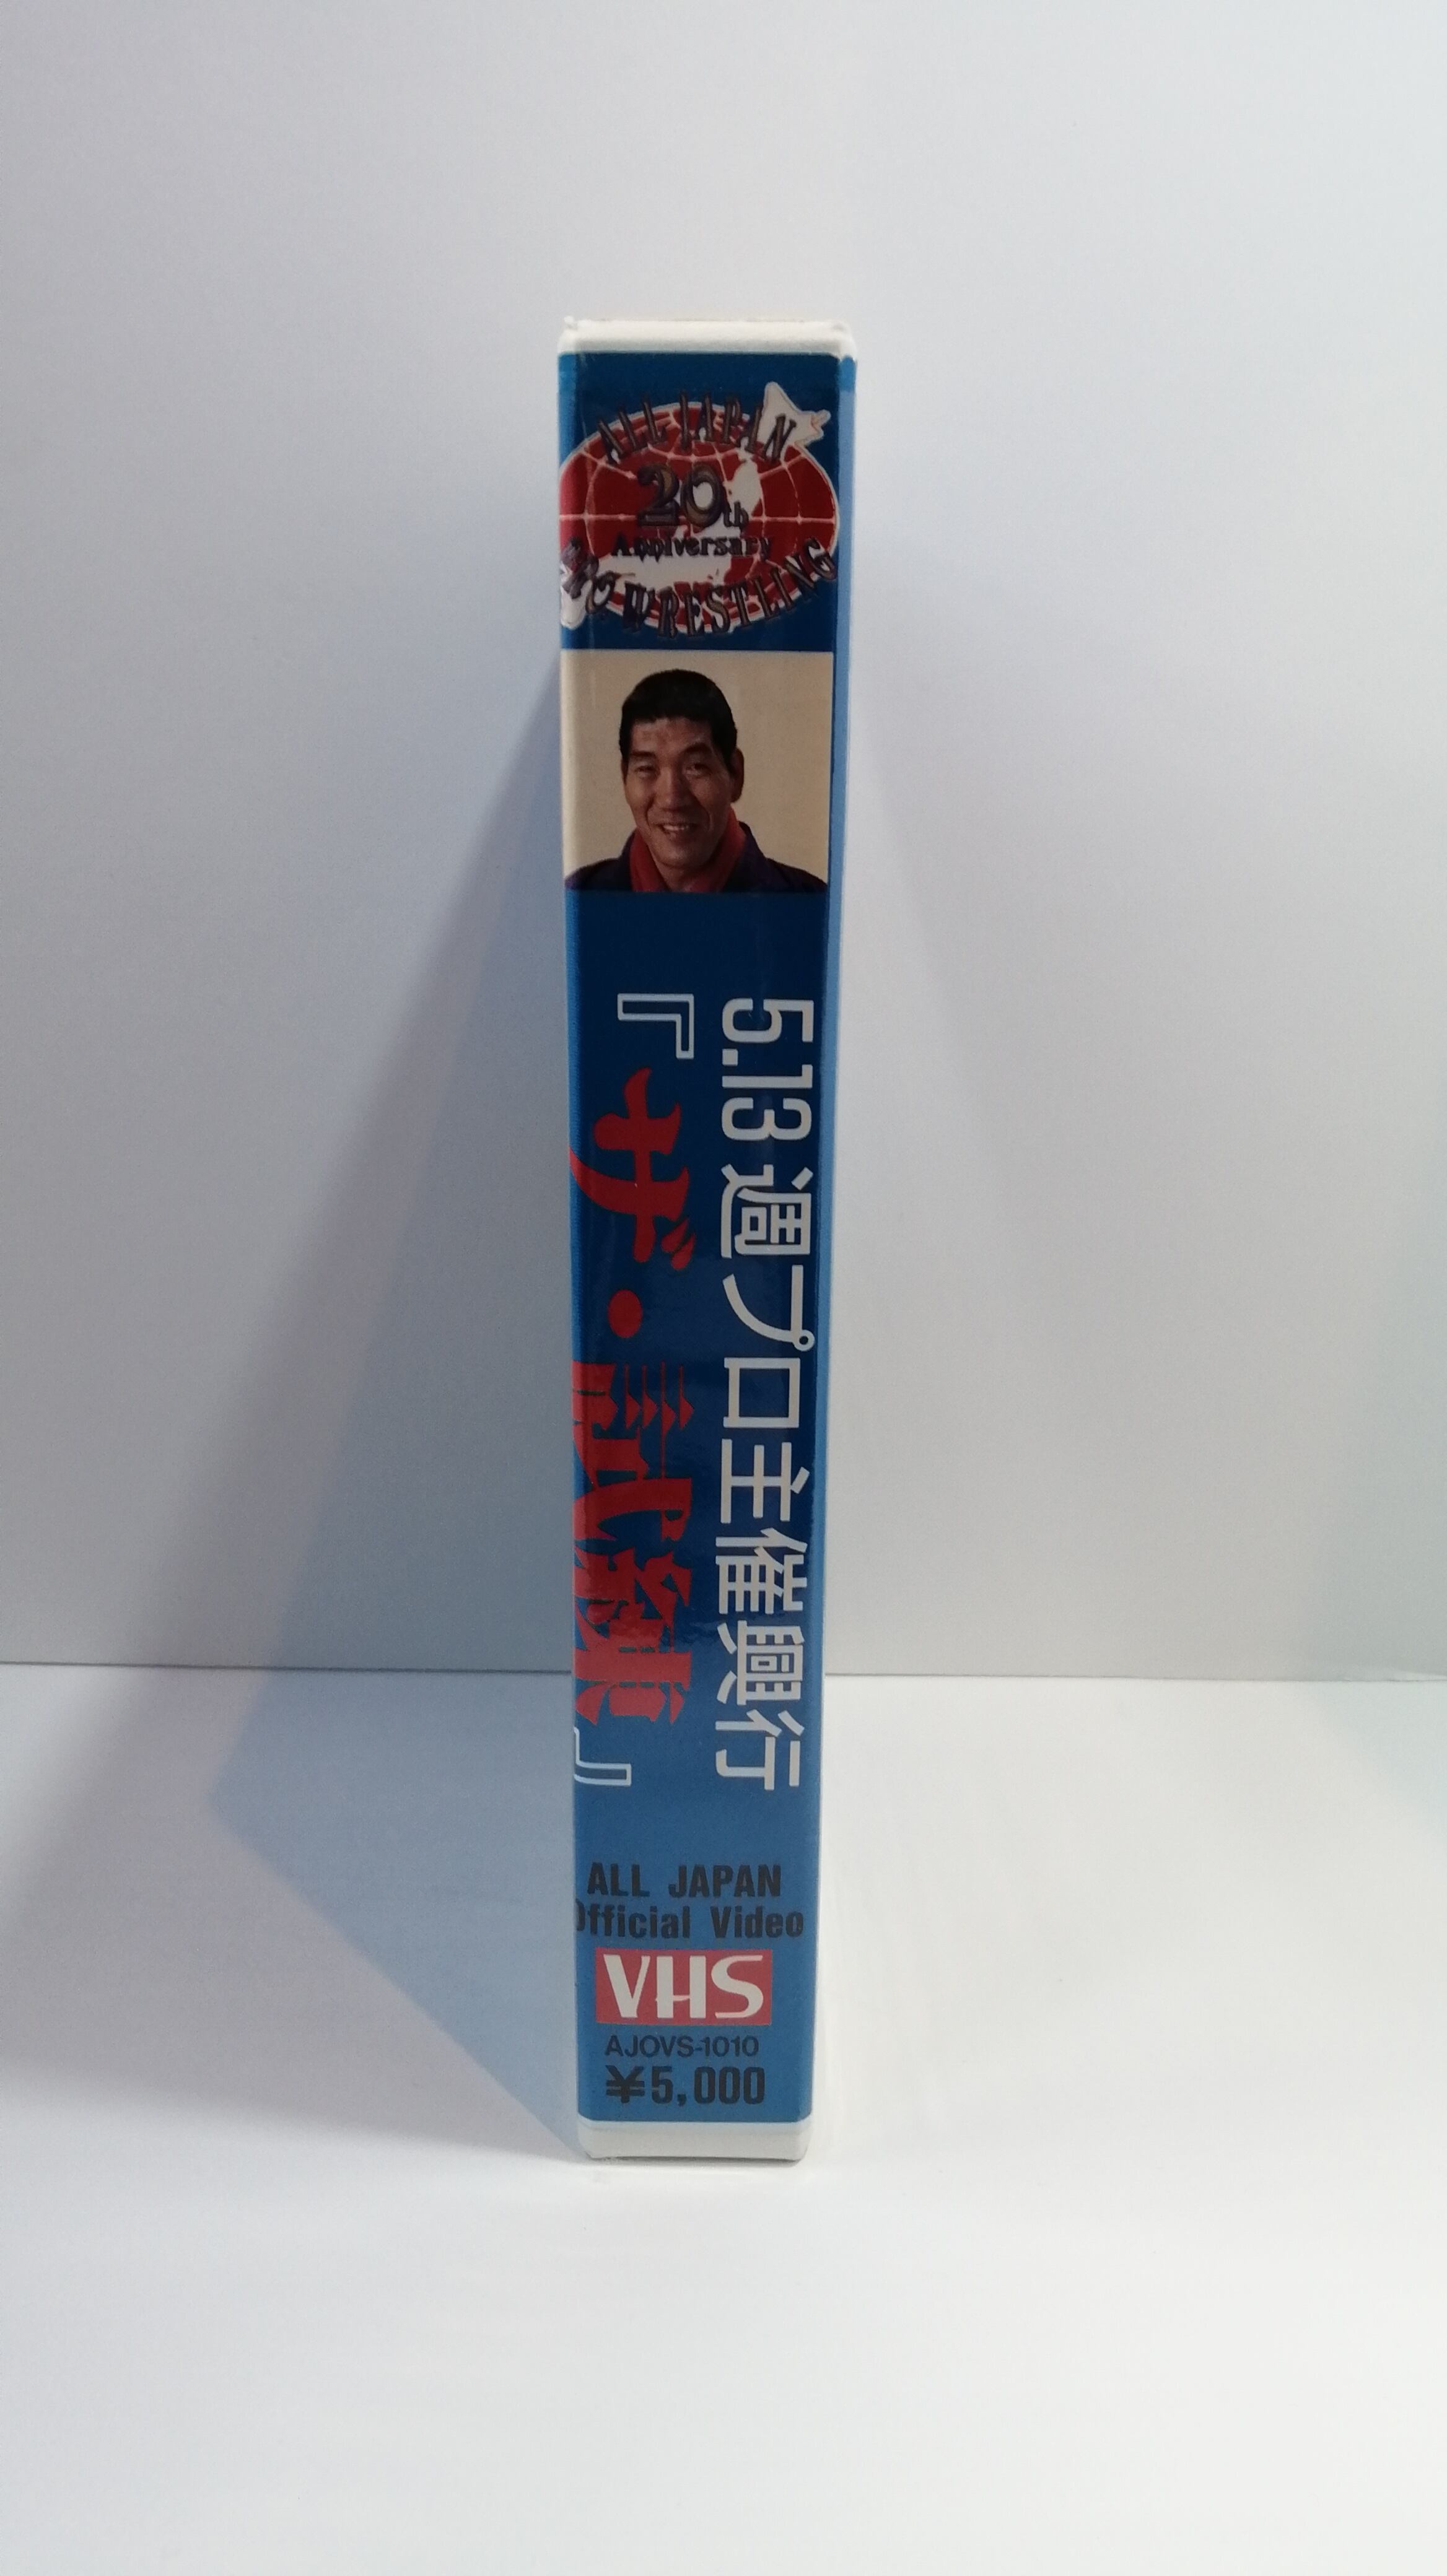 ALL JAPAN
20th
Anniversary
PRO WRESTLING
5.13 週プロ主催興行
『ザ・試練』
ALL JAPAN
Official Video
VHS
AJOVS-1010
¥5,000